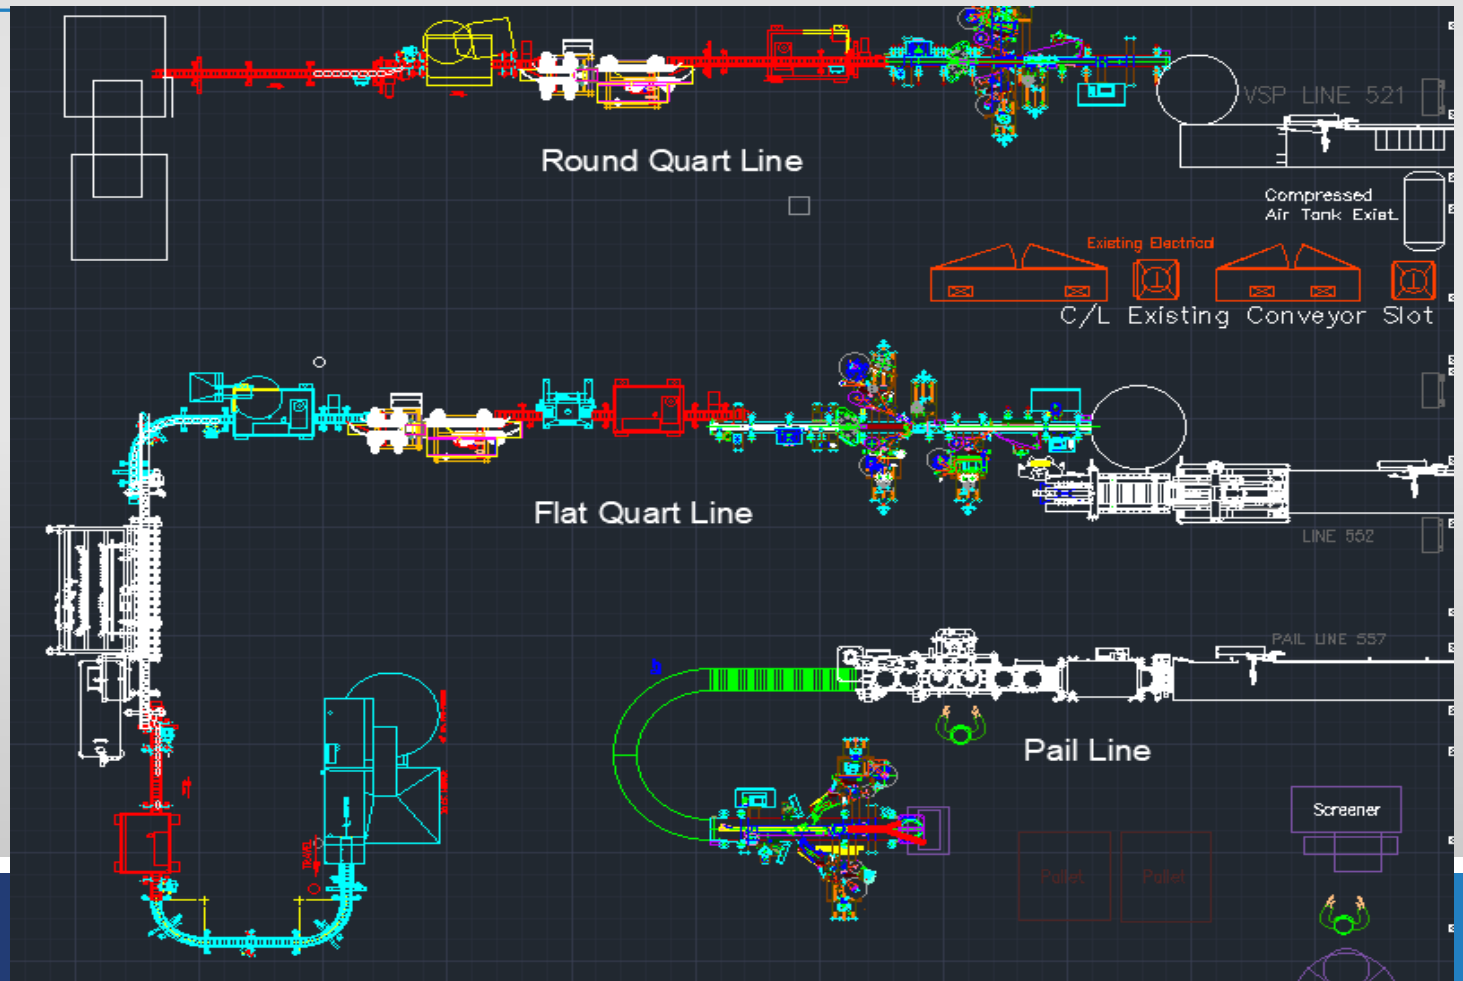 VSP LINE 521
Round Quart Line
Compressed
Air Tank Exist.
Existing Electrical
C/L Existing Conveyor Slot
Flat Quart Line
LINE 552
PAIL LINE 557
Pail Line
Screener
TRAVEL
Pallet
Pallet